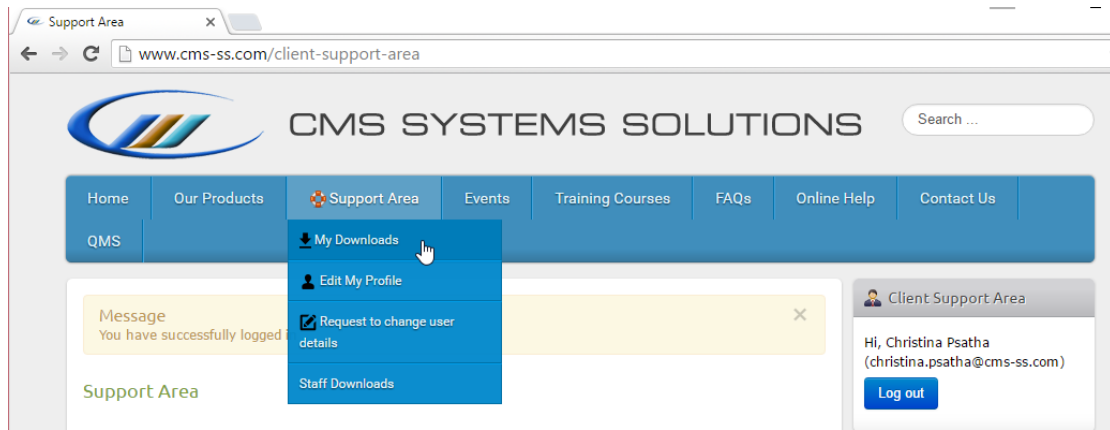 Support Area
www.cms-ss.com/client-support-area
CMS SYSTEMS SOLUTIONS
Search ...
Home Our Products Support Area Events Training Courses FAQs Online Help Contact Us
QMS
My Downloads
Edit My Profile
Request to change user
details
Staff Downloads
Message
You have successfully logged
Support Area
Client Support Area
Hi, Christina Psatha
(christina.psatha@cms-ss.com)
Log out